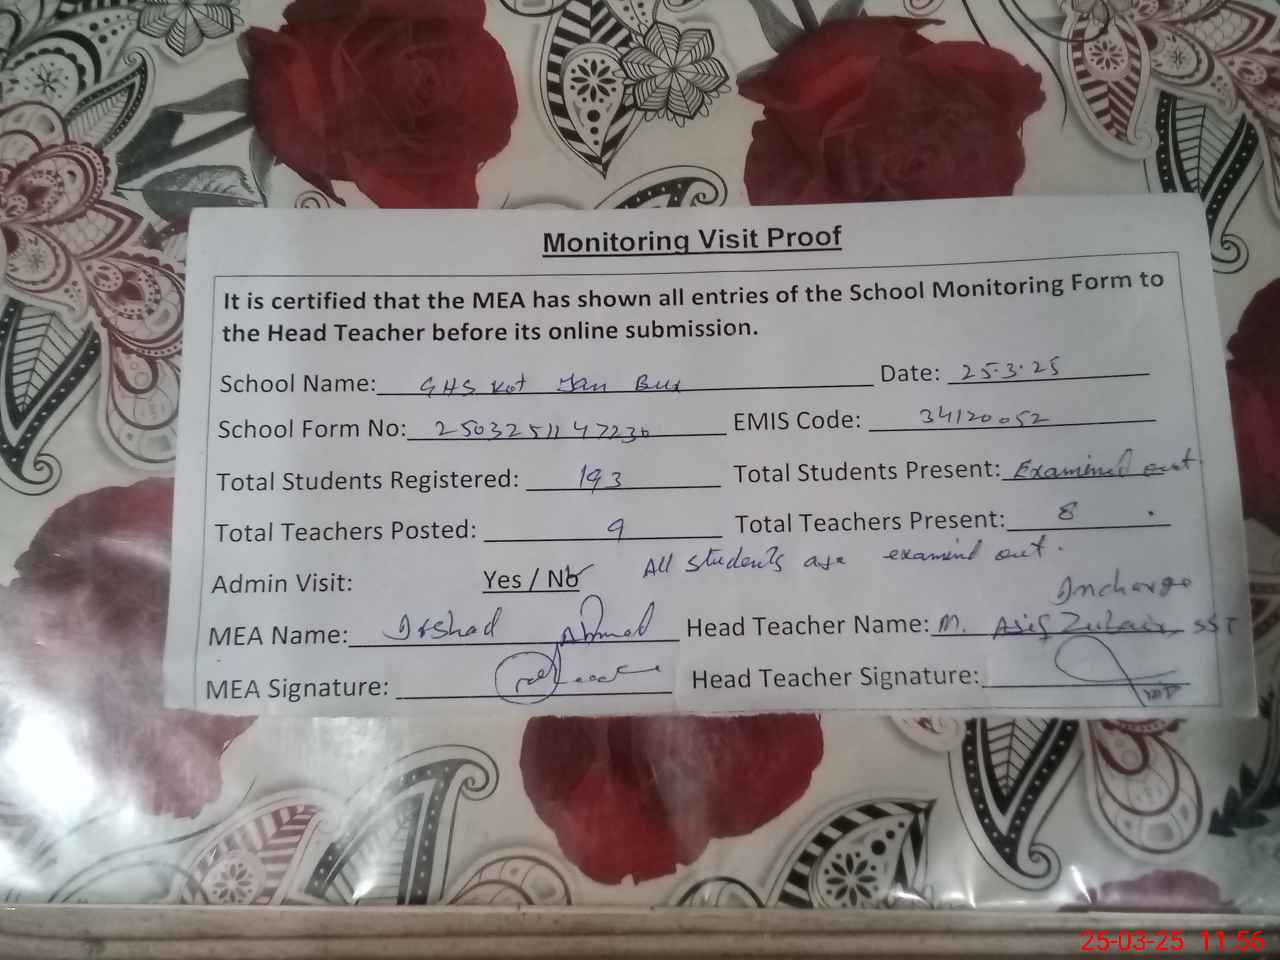 Monitoring Visit Proof
It is certified that the MEA has shown all entries of the School Monitoring Form to
the Head Teacher before its online submission.
School Name: GHS Kot Jan Bux Date: 25.3.25
School Form No: 2503251147230 EMIS Code: 34120052
Total Students Registered: 193 Total Students Present: Examined out
Total Teachers Posted: 9 Total Teachers Present: 8
All students are examind out.
Admin Visit: Yes / No
Incharge
MEA Name: Irshad Ahmad Head Teacher Name: M. Asif Zubair SST
MEA Signature: Head Teacher Signature:
25-03-25 11:56